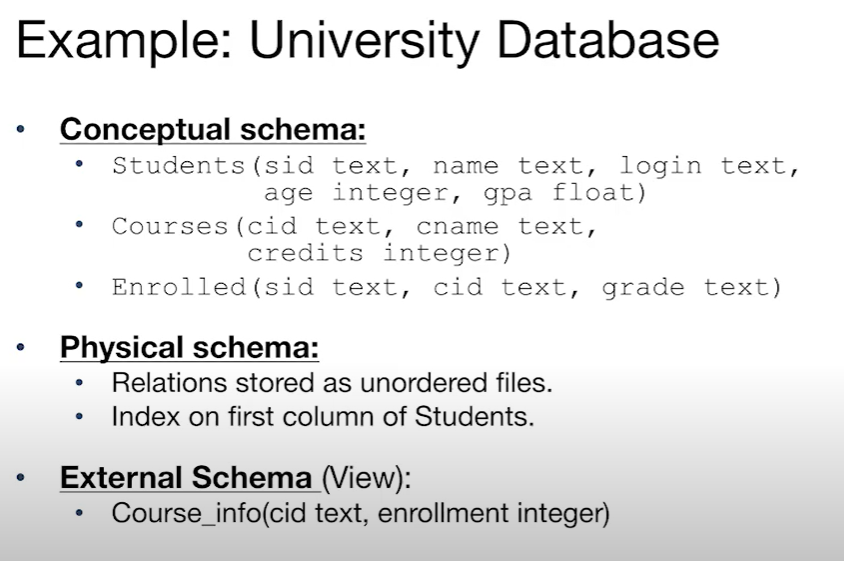 Example: University Database
• Conceptual schema:
• Students(sid text, name text, login text,
age integer, gpa float)
• Courses(cid text, cname text,
credits integer)
• Enrolled(sid text, cid text, grade text)
• Physical schema:
• Relations stored as unordered files.
• Index on first column of Students.
• External Schema (View):
• Course_info(cid text, enrollment integer)